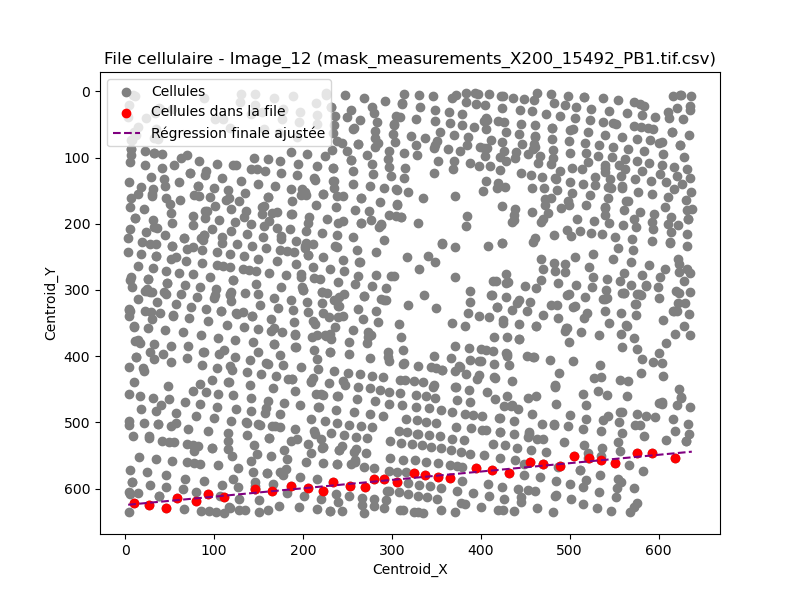 File cellulaire - Image_12 (mask_measurements_X200_15492_PB1.tif.csv)
Cellules
Cellules dans la file
Régression finale ajustée
Centroid_Y
0
100
200
300
400
500
600
0 100 200 300 400 500 600
Centroid_X